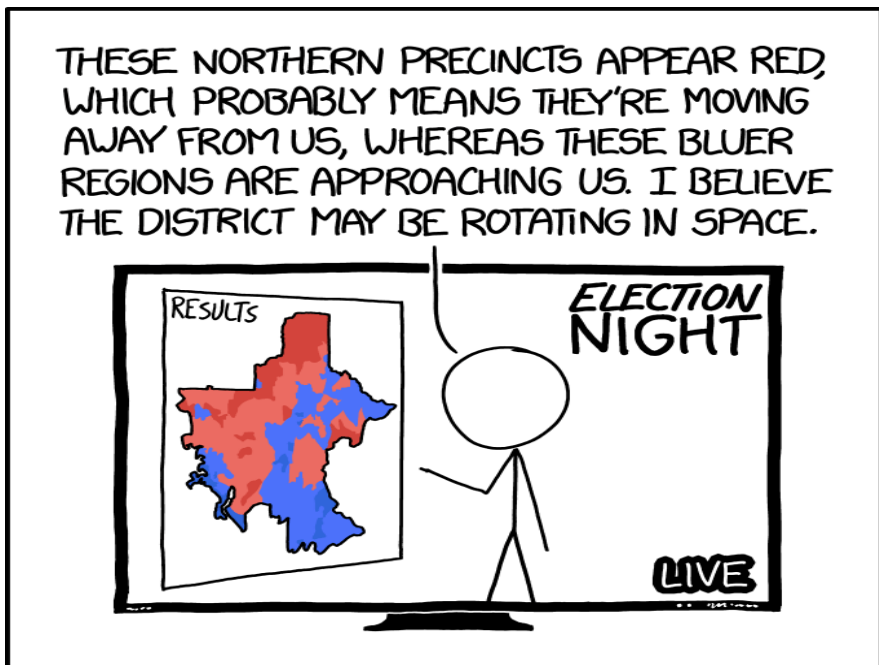 THESE NORTHERN PRECINCTS APPEAR RED,
WHICH PROBABLY MEANS THEY'RE MOVING
AWAY FROM US, WHEREAS THESE BLUER
REGIONS ARE APPROACHING US. I BELIEVE
THE DISTRICT MAY BE ROTATING IN SPACE.
RESULTS
ELECTION
NIGHT
LIVE